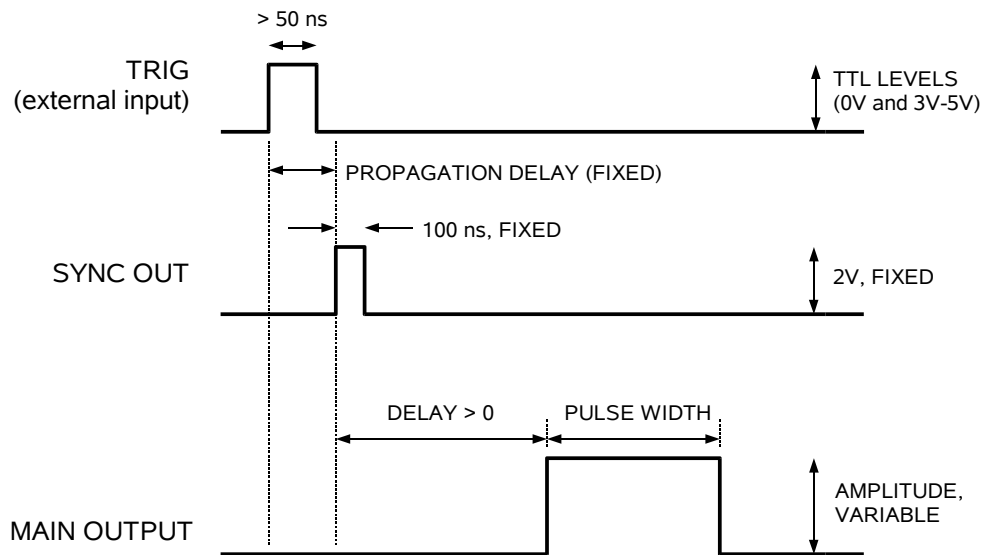 > 50 ns
TRIG
(external input)
TTL LEVELS
(0V and 3V-5V)
PROPAGATION DELAY (FIXED)
100 ns, FIXED
SYNC OUT
2V, FIXED
DELAY > 0
PULSE WIDTH
AMPLITUDE,
VARIABLE
MAIN OUTPUT